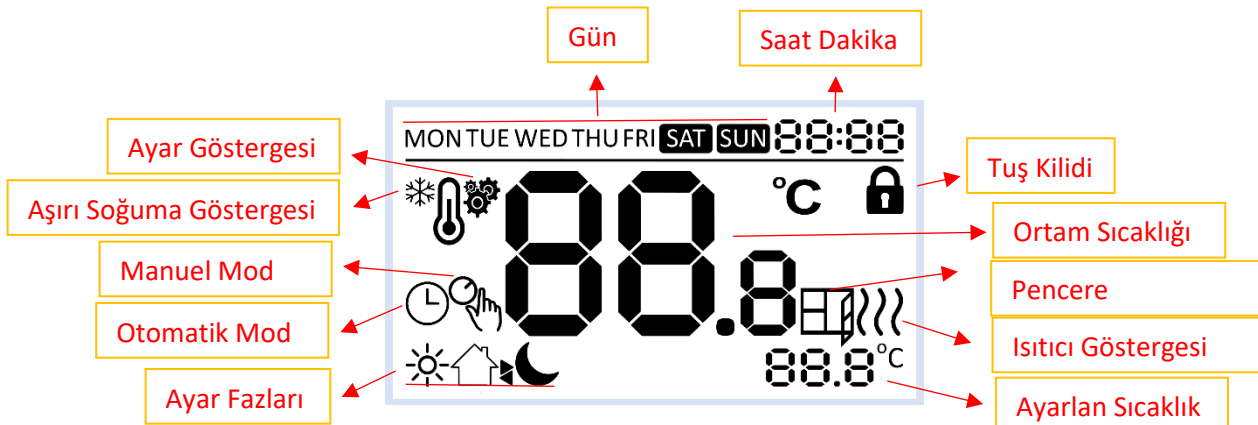 Gün
Saat Dakika
MON TUE WED THU FRI SAT SUN 88:88
Ayar Göstergesi
Aşırı Soğuma Göstergesi
Manuel Mod
Otomatik Mod
Ayar Fazları
88.8
°C
Tuş Kilidi
Ortam Sıcaklığı
Pencere
Isıtıcı Göstergesi
88.8°C
Ayarlan Sıcaklık